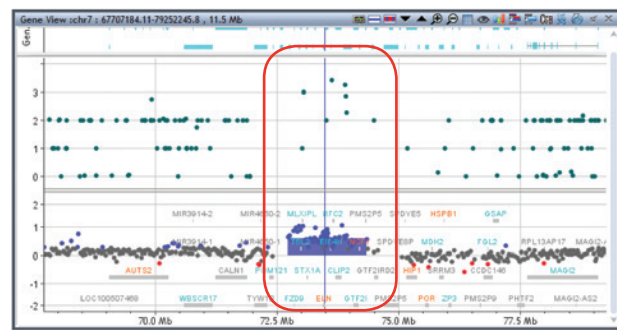 Gene View :chr7 : 67707184.11-79252245.8 , 11.5 Mb
Gen.
3
2
1
0
MIR3914-2 MIR4650-2 MLXIPL RFC2 PMS2P5 SPDYE5 HSPB1 GSAP
2
MIR3914-1 MIR4650-1 SPDYE8P MDH2 FGL2 RPL13AP17 MAGI2-A
1
0
AUTS2 CALN1 POM121 STX1A CLIP2 GTF2IRD2 HIP1 SRRM3 CCDC146 MAGI2
-1
LOC100507468 WBSCR17 TYW1B FZD9 ELN GTF2I PMS2P5 POR ZP3 PMS2P9 PHTF2 MAGI2-AS2
-2
70.0 Mb 72.5 Mb 75.0 Mb 77.5 Mb